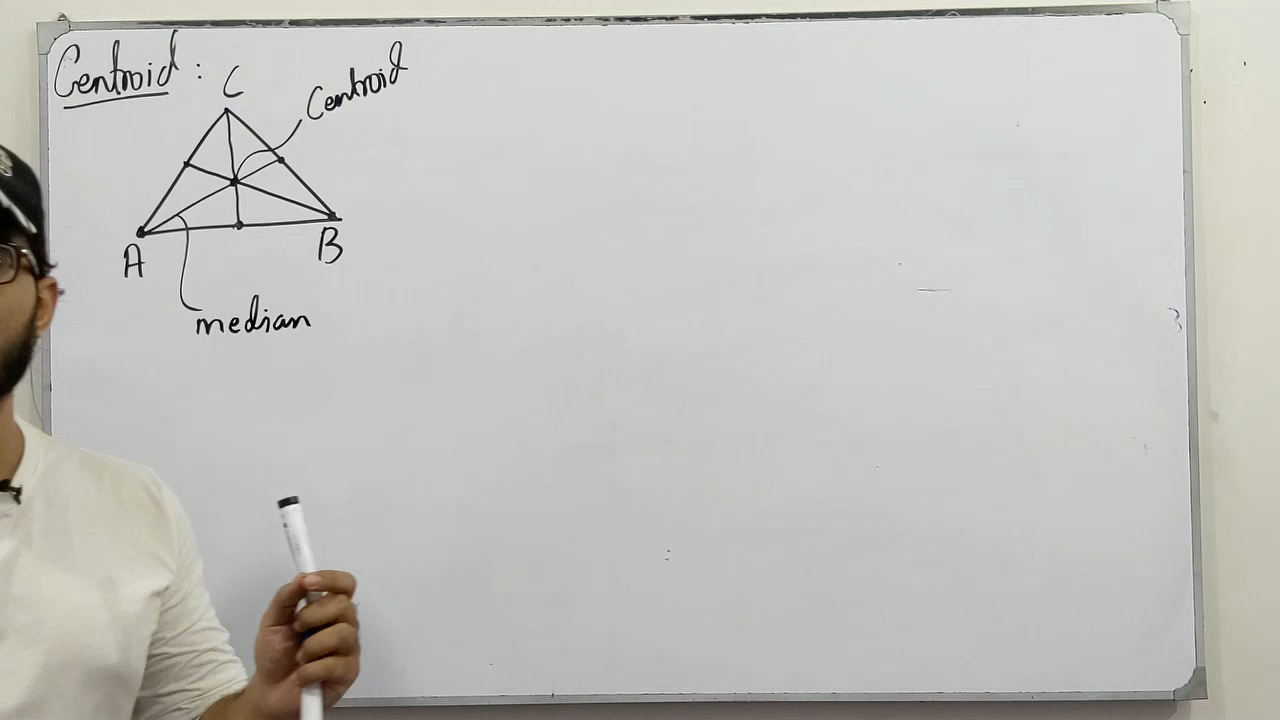 Centroid :
C
Centroid
A
B
median